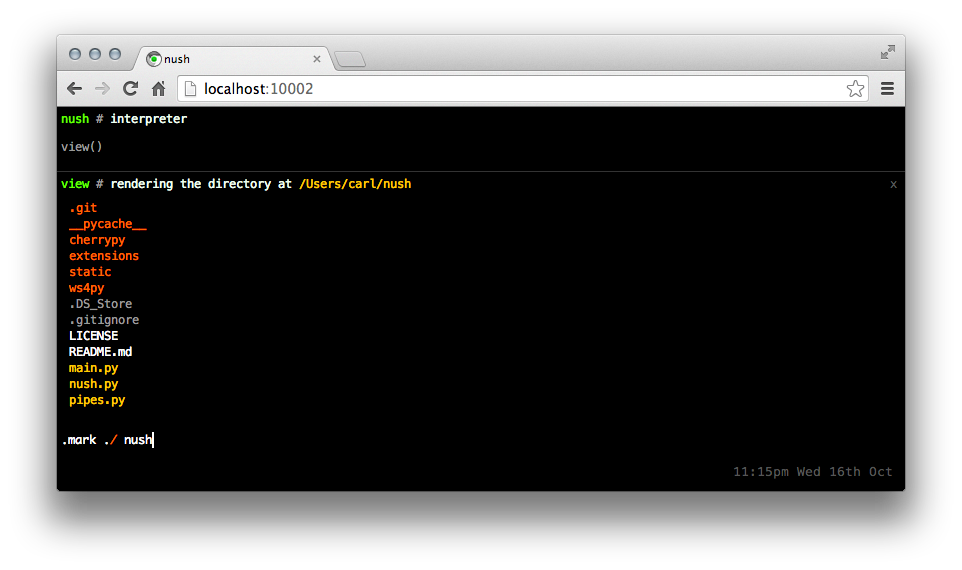 nush
localhost:10002
nush # interpreter
view()
view # rendering the directory at /Users/carl/nush x
.git
__pycache__
cherrypy
extensions
static
ws4py
.DS_Store
.gitignore
LICENSE
README.md
main.py
nush.py
pipes.py
.mark ./ nush
11:15pm Wed 16th Oct